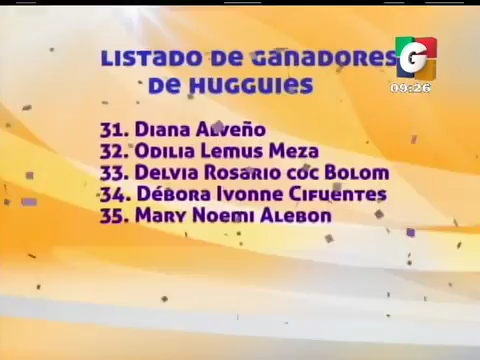 Listado de Ganadores
de Hugguies
G
09:26
31. Diana Alveño
32. Odilia Lemus Meza
33. Delvia Rosario coc Bolom
34. Débora Ivonne Cifuentes
35. Mary Noemi Alebon